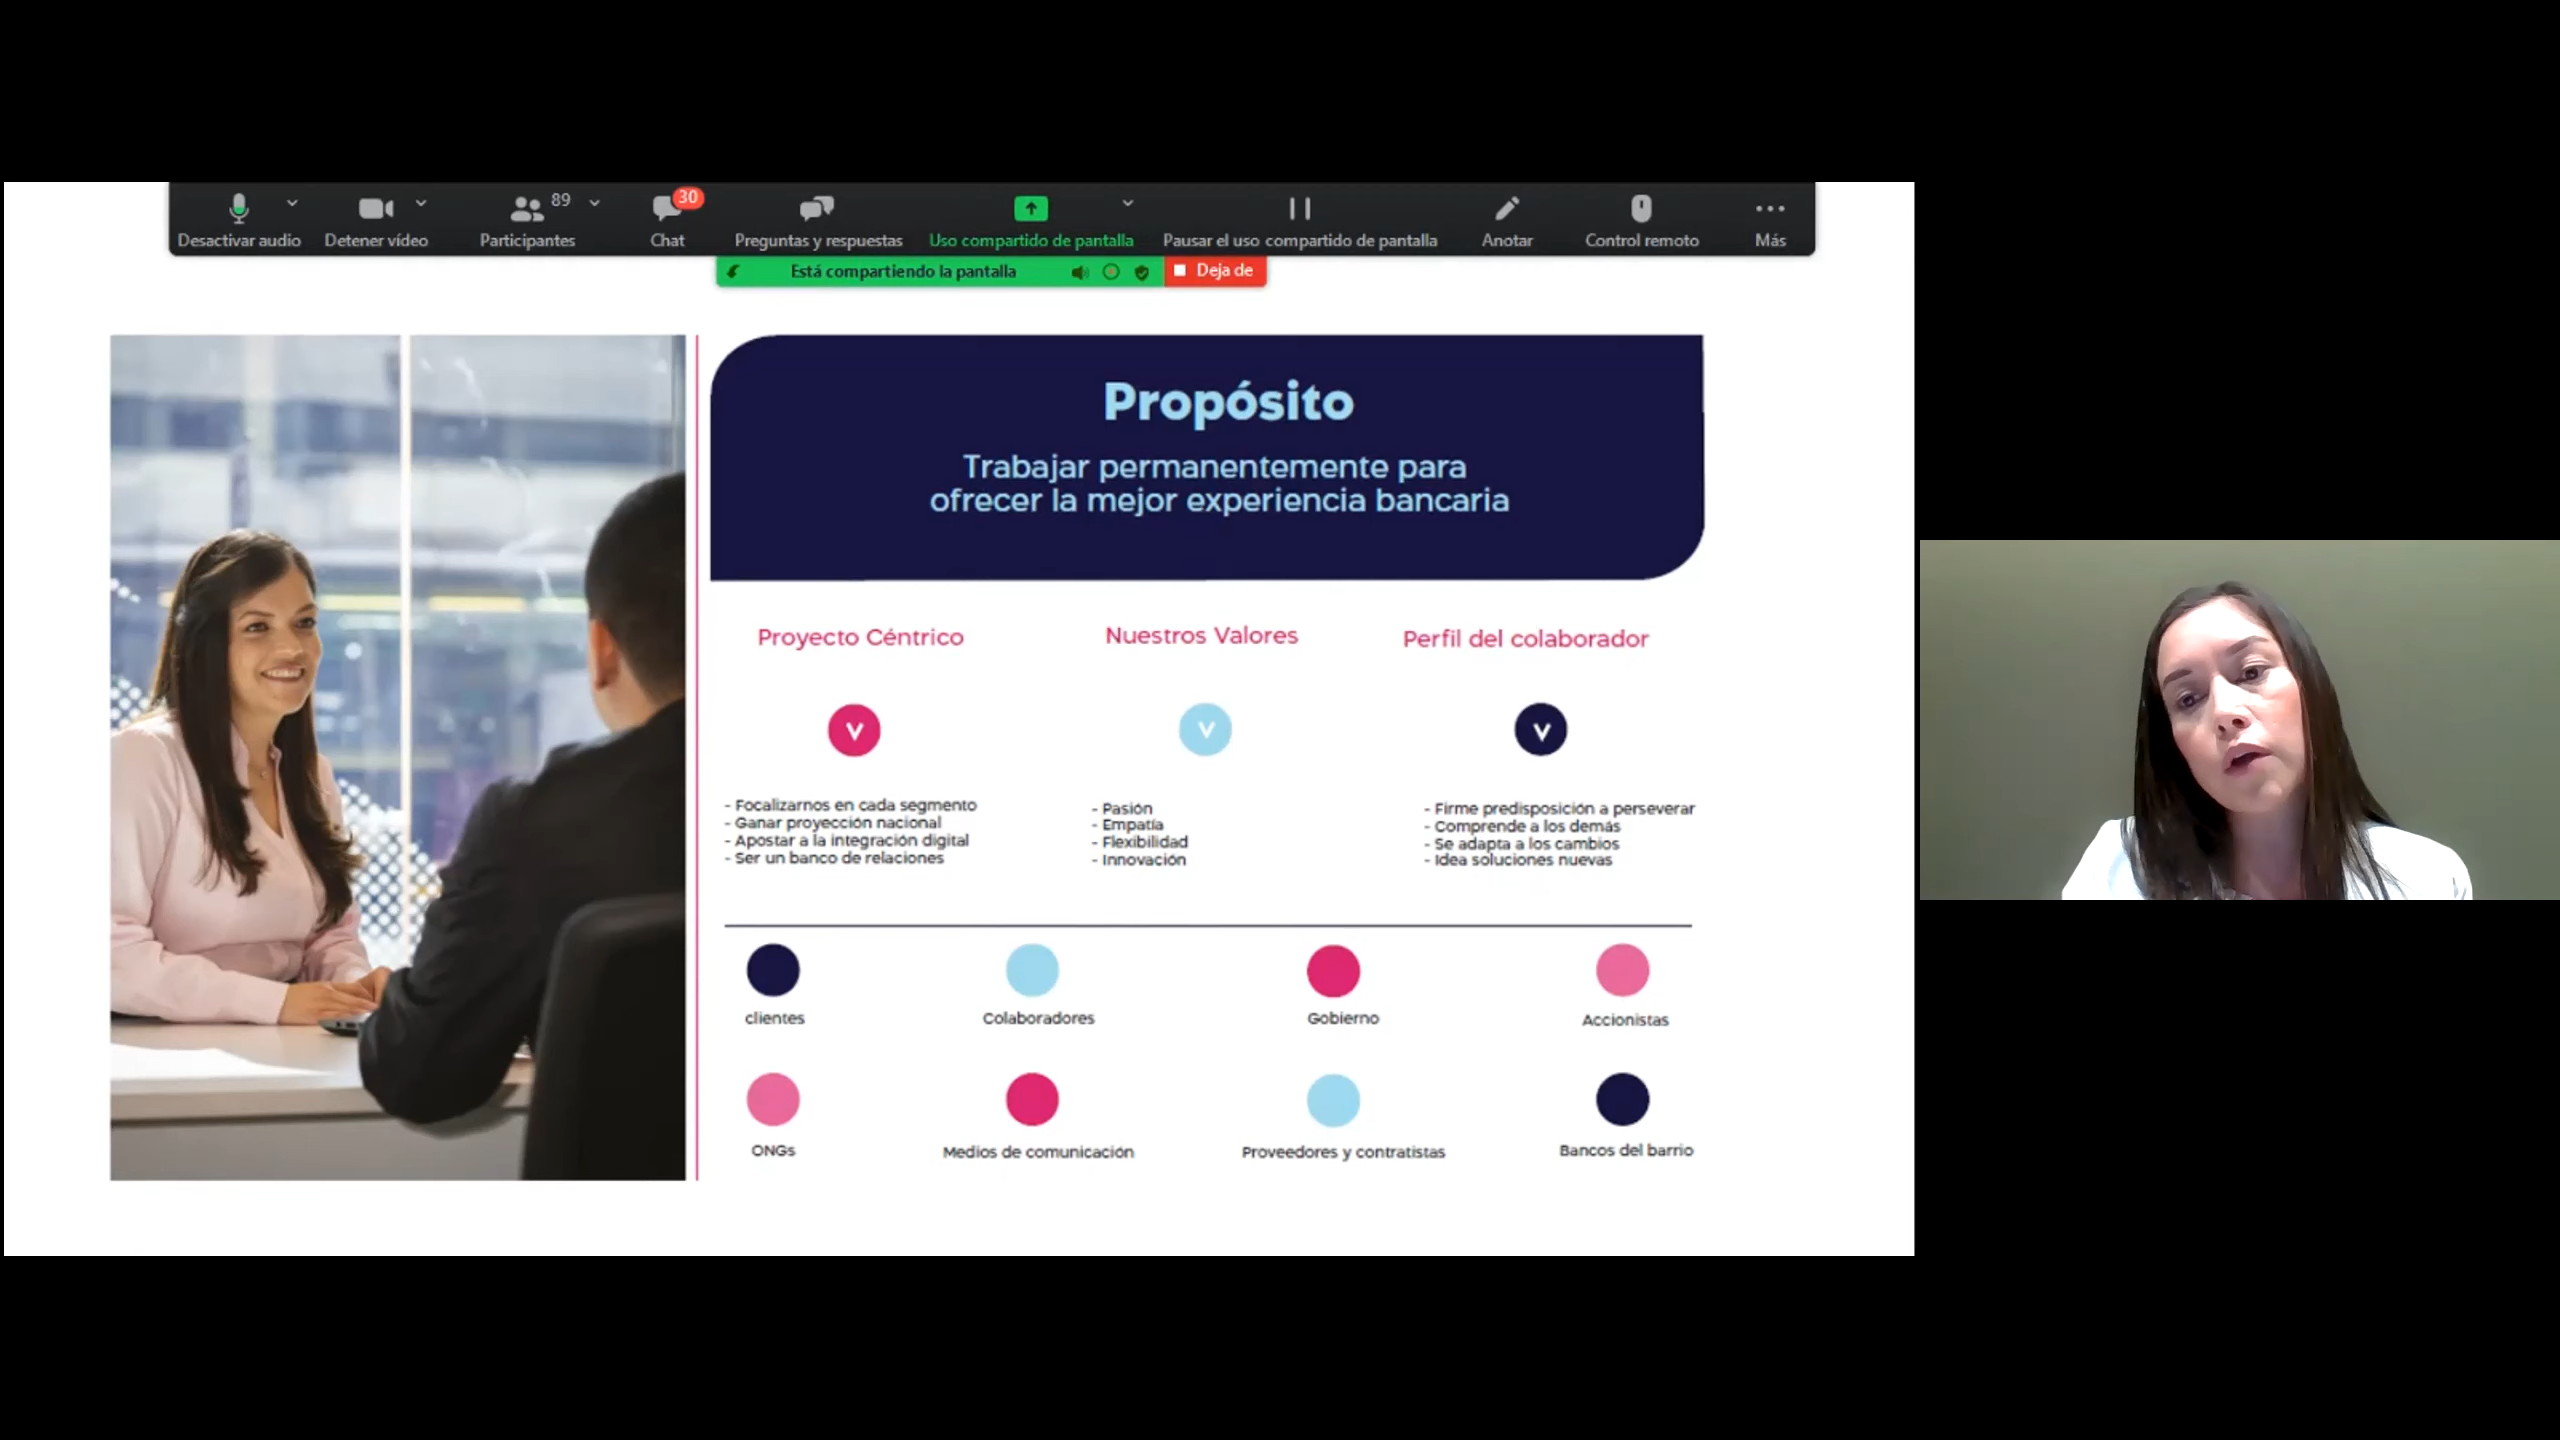 30
89
Desactivar audio
Detener vídeo
Participantes
Chat
Preguntas y respuestas
Uso compartido de pantalla
Pausar el uso compartido de pantalla
Anotar
Control remoto
Más
Está compartiendo la pantalla
Deja de
Propósito
Trabajar permanentemente para
ofrecer la mejor experiencia bancaria
Proyecto Céntrico
- Focalizarnos en cada segmento
- Ganar proyección nacional
- Apostar a la integración digital
- Ser un banco de relaciones
Nuestros Valores
- Pasión
- Empatía
- Flexibilidad
- Innovación
Perfil del colaborador
- Firme predisposición a perseverar
- Comprende a los demás
- Se adapta a los cambios
- Idea soluciones nuevas
clientes
Colaboradores
Gobierno
Accionistas
ONGs
Medios de comunicación
Proveedores y contratistas
Bancos del barrio